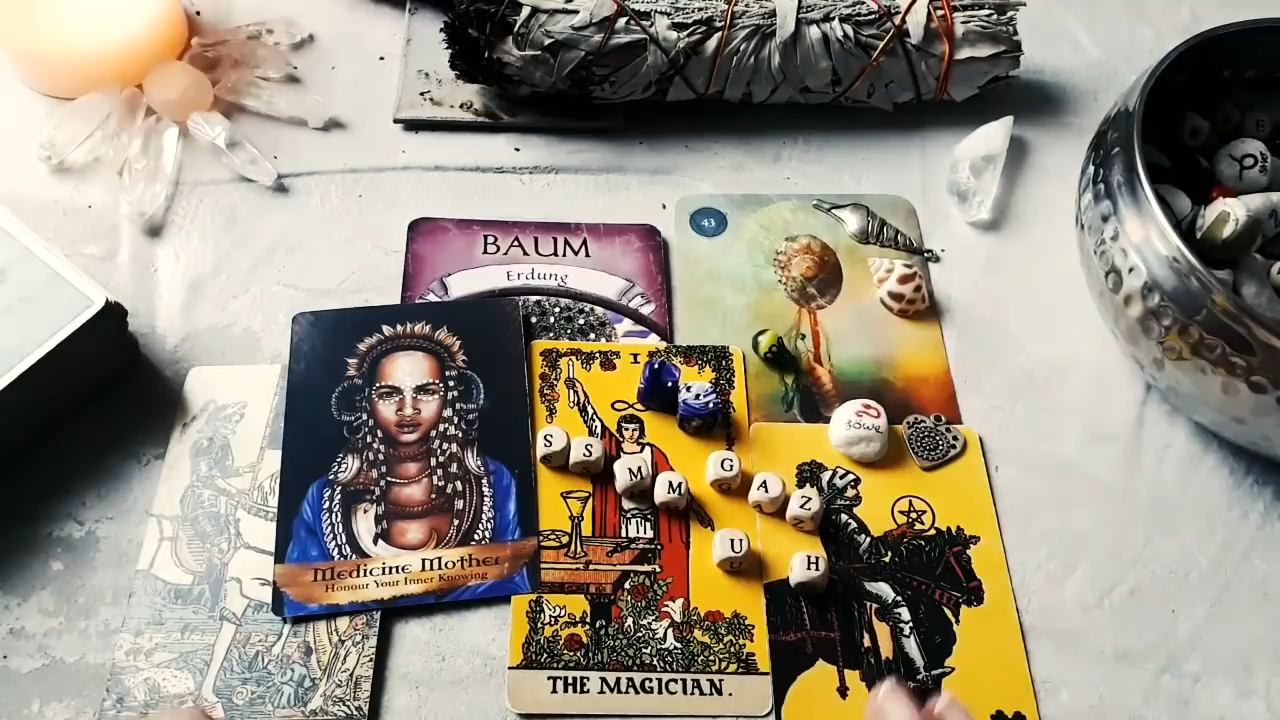 BAUM
Erdung
43
I
S
S
M
M
G
A
Z
U
H
Löwe
Medicine Mother
Honour Your Inner Knowing
THE MAGICIAN.